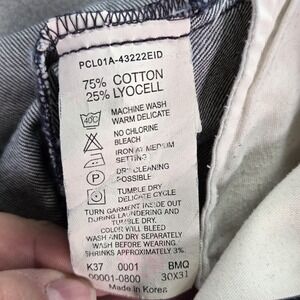 PCL01A-43222EID
75% COTTON
25% LYOCELL
40C
MACHINE WASH
WARM DELICATE
NO CHLORINE
BLEACH
IRON AT MEDIUM
SETTING
P
DRY CLEANING
POSSIBLE
TUMBLE DRY
DELICATE CYCLE
TURN GARMENT INSIDE OUT
DURING LAUNDERING AND
TUMBLE DRY.
COLOR WILL BLEED
WASH AND DRY SEPARATELY
WASH BEFORE WEARING.
SHRINKS APPROXIMATELY 3%
K37 0001 BMQ
00001-0800 30X31
Made in Korea